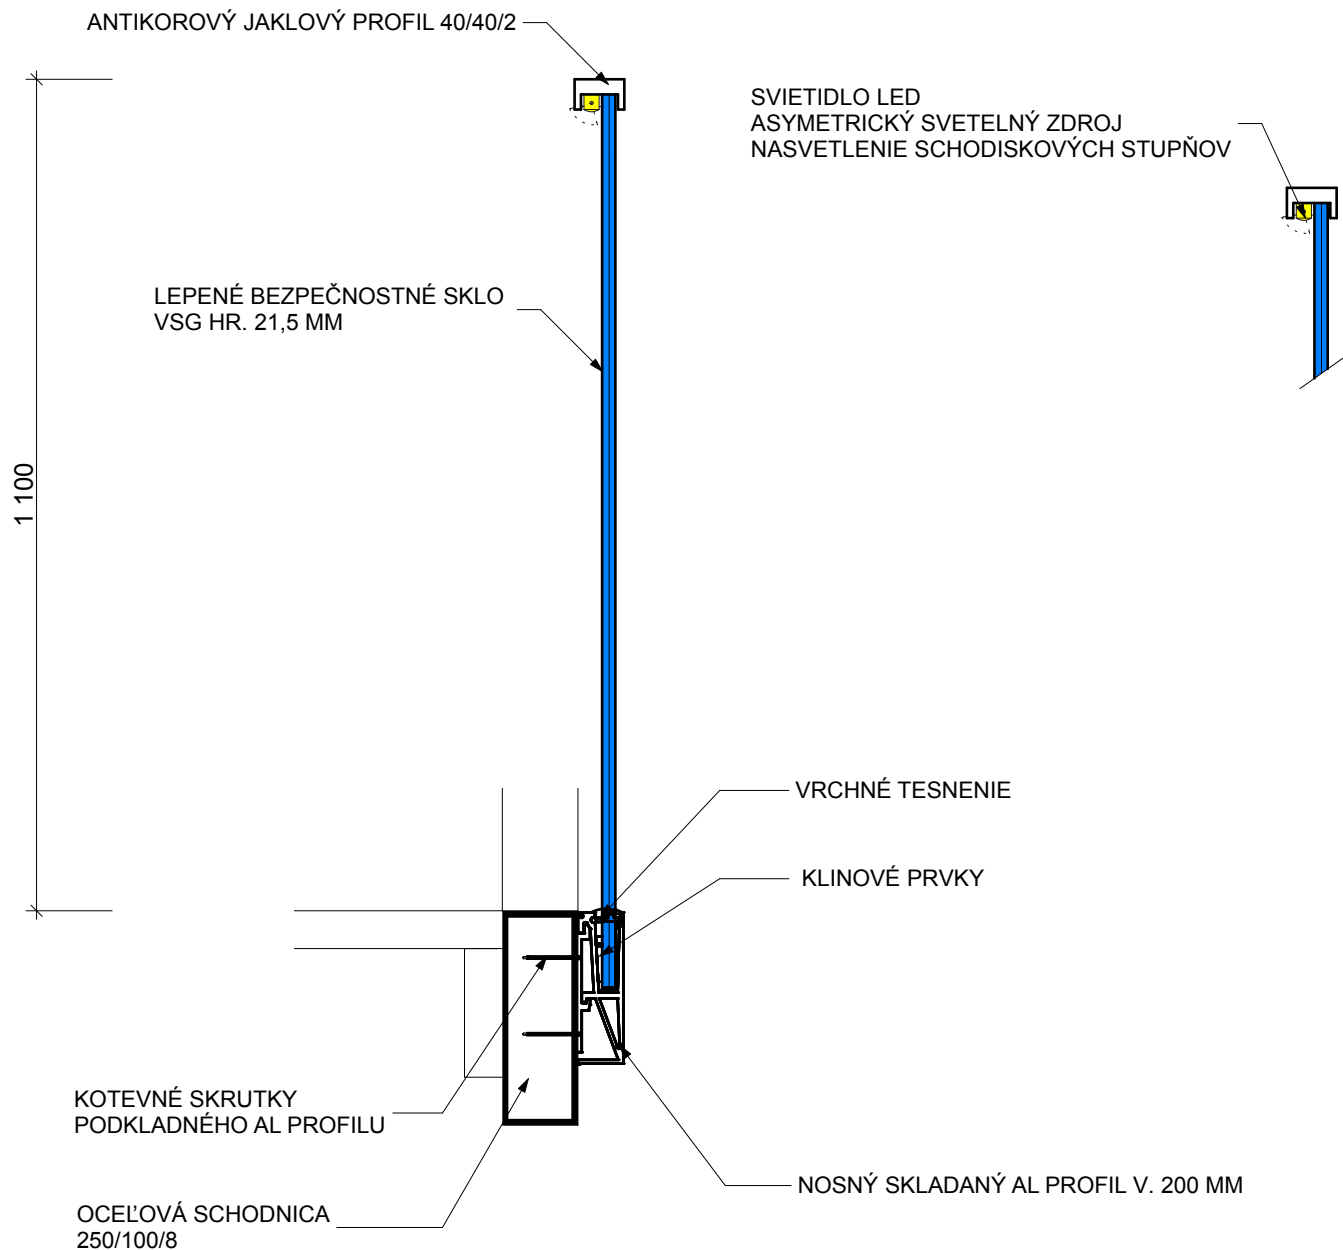 ANTIKOROVÝ JAKLOVÝ PROFIL 40/40/2
SVIETIDLO LED
ASYMETRICKÝ SVETELNÝ ZDROJ
NASVETLENIE SCHODISKOVÝCH STUPŇOV
LEPENÉ BEZPEČNOSTNÉ SKLO
VSG HR. 21,5 MM
1 100
VRCHNÉ TESNENIE
KLINOVÉ PRVKY
KOTEVNÉ SKRUTKY
PODKLADNÉHO AL PROFILU
NOSNÝ SKLADANÝ AL PROFIL V. 200 MM
OCEĽOVÁ SCHODNICA
250/100/8